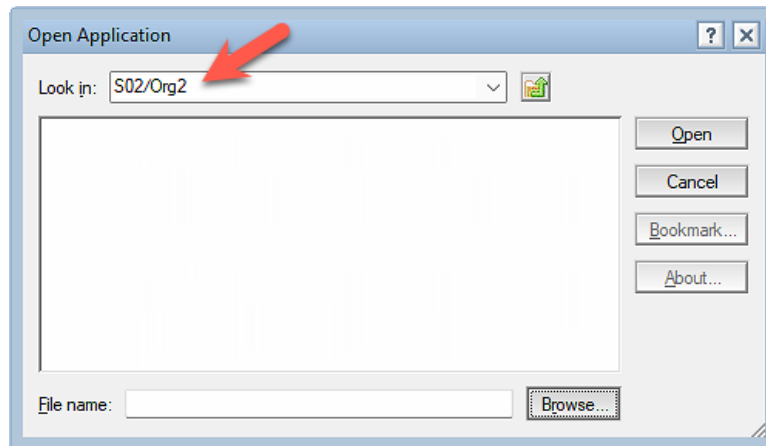 Open Application
?
Look in: S02/Org2
Open
Cancel
Bookmark...
About...
File name:
Browse...